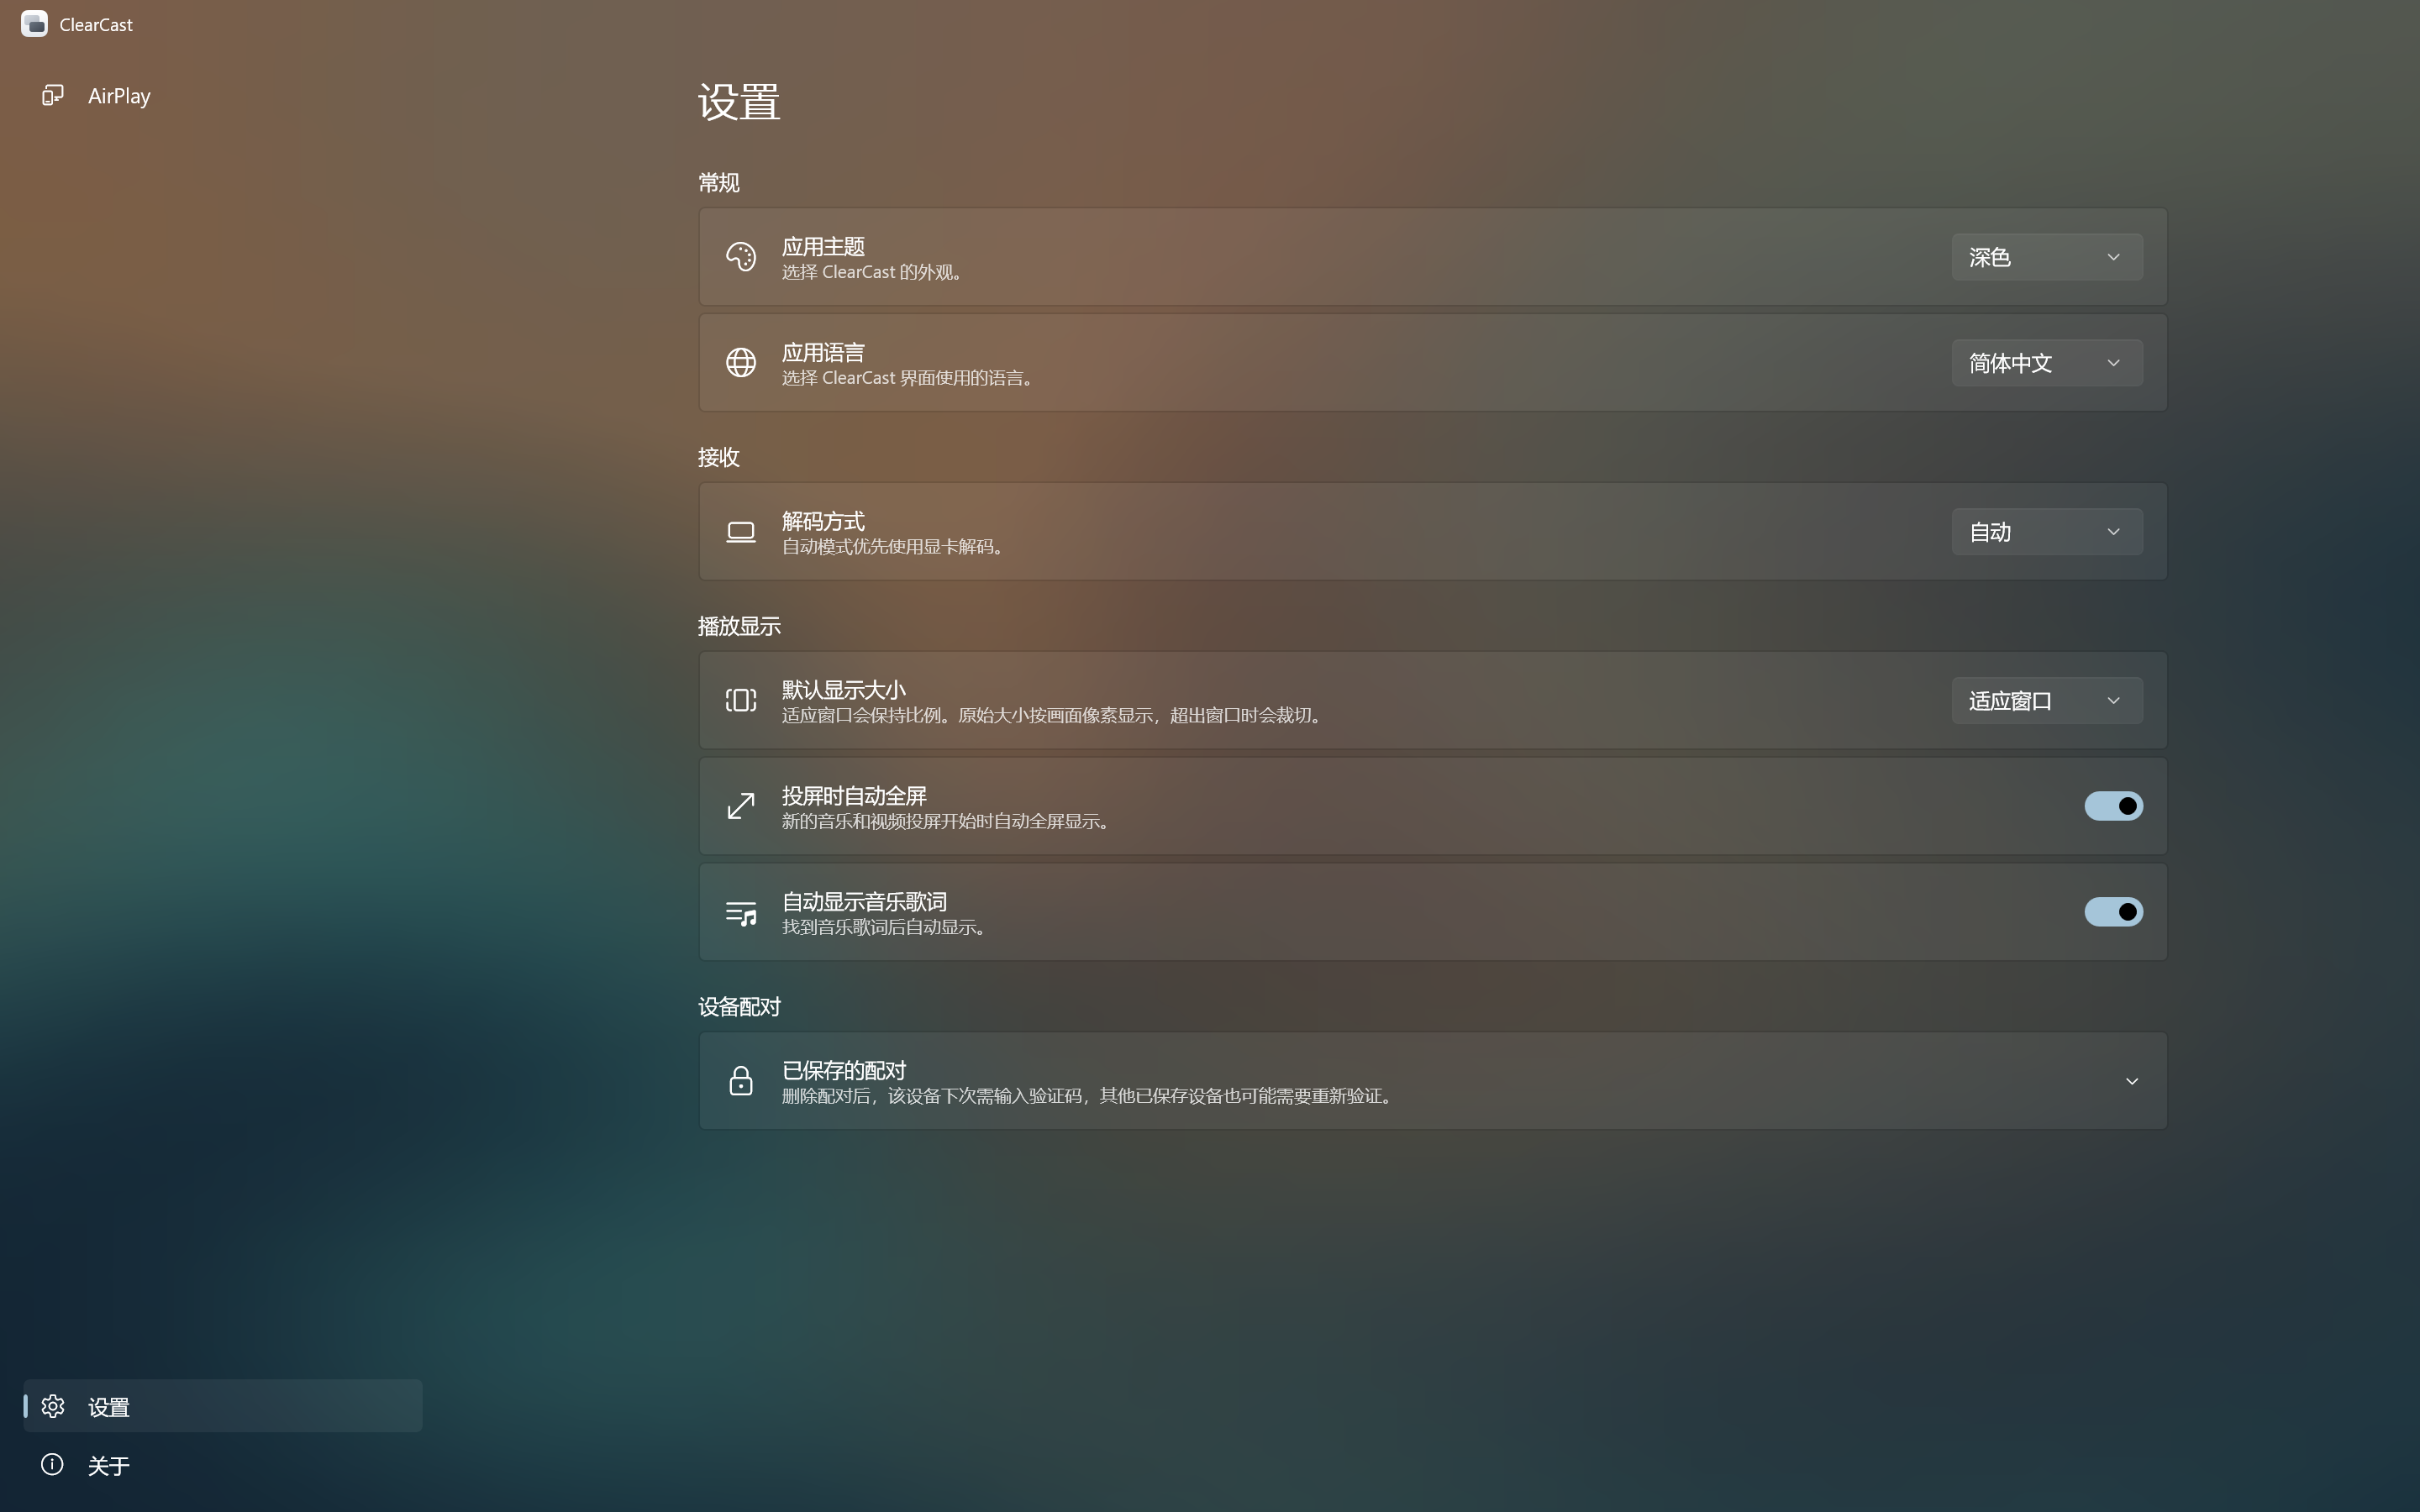 ClearCast
AirPlay
设置
常规
应用主题
选择 ClearCast 的外观。
深色
应用语言
选择 ClearCast 界面使用的语言。
简体中文
接收
解码方式
自动模式优先使用显卡解码。
自动
播放显示
默认显示大小
适应窗口会保持比例。原始大小按画面像素显示，超出窗口时会裁切。
适应窗口
投屏时自动全屏
新的音乐和视频投屏开始时自动全屏显示。
自动显示音乐歌词
找到音乐歌词后自动显示。
设备配对
已保存的配对
删除配对后，该设备下次需输入验证码，其他已保存设备也可能需要重新验证。
设置
关于